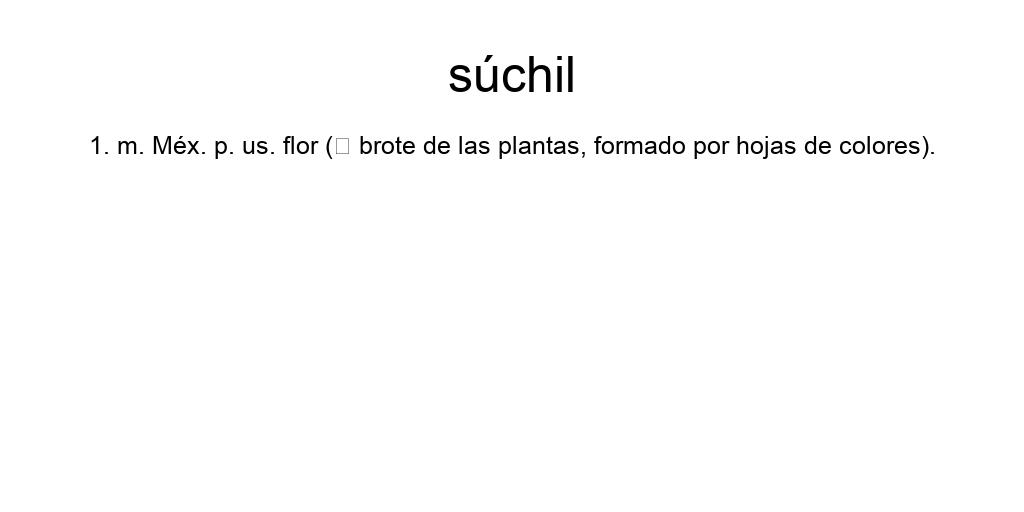 súchil
1. m. Méx. p. us. flor (□ brote de las plantas, formado por hojas de colores).